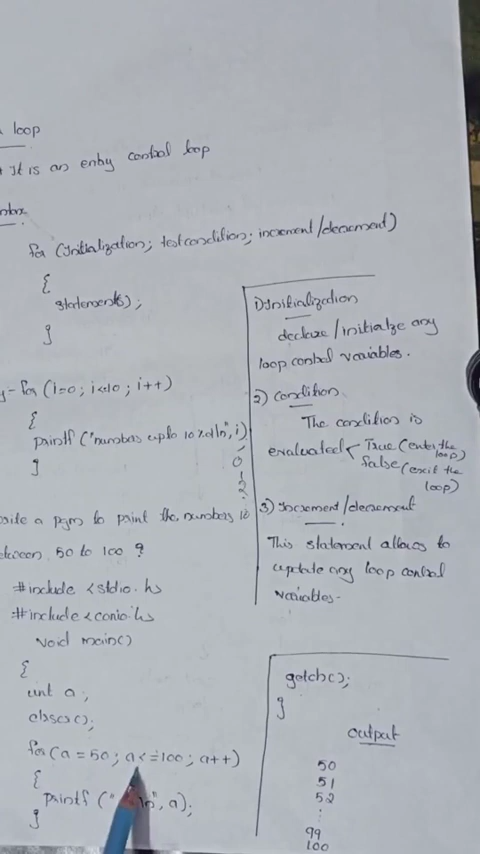 loop
It is an entry control loop
for (Initialization; test condition; increment/decrement)
{
statements);
}
for (i=0; i<10; i++)
{
printf ("numbers upto 10 %d\n", i)
}
0
1
2
write a pgm to print the numbers
between 50 to 100 ?
#include <stdio.h>
#include <conio.h>
void main()
{
int a;
clrscr();
for(a = 50; a<=100; a++)
{
printf (" \n", a);
}
1) Initialization
declare/initialize any
loop control variables.
2) condition
The condition is
evaluated < True (enter the loop)
false (exit the loop)
3) Increment/decrement
This statement allows to
update any loop control
variables-
getch();
}
output
50
51
52
:
99
100